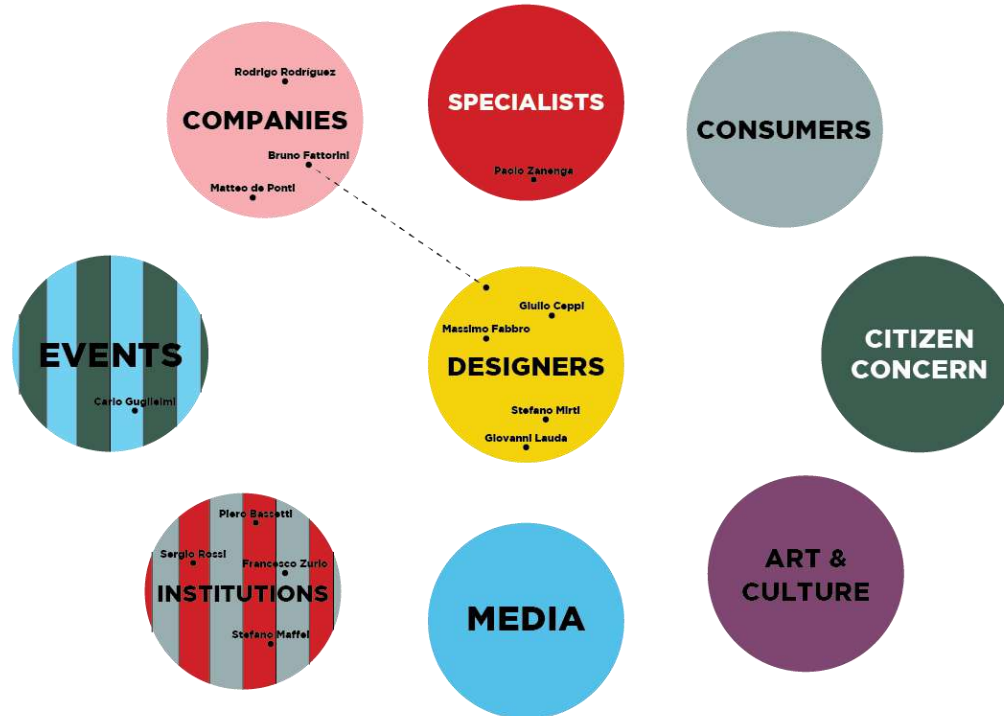 Rodrigo Rodríguez
COMPANIES
Bruno Fattorini
Matteo de Ponti
SPECIALISTS
Paolo Zanenga
CONSUMERS
EVENTS
Carlo Guglielmi
Giulio Ceppi
Massimo Fabbro
DESIGNERS
Stefano Mirti
Giovanni Lauda
CITIZEN
CONCERN
Piero Bassetti
Sergio Rossi
Francesco Zurlo
INSTITUTIONS
Stefano Maffei
MEDIA
ART &
CULTURE